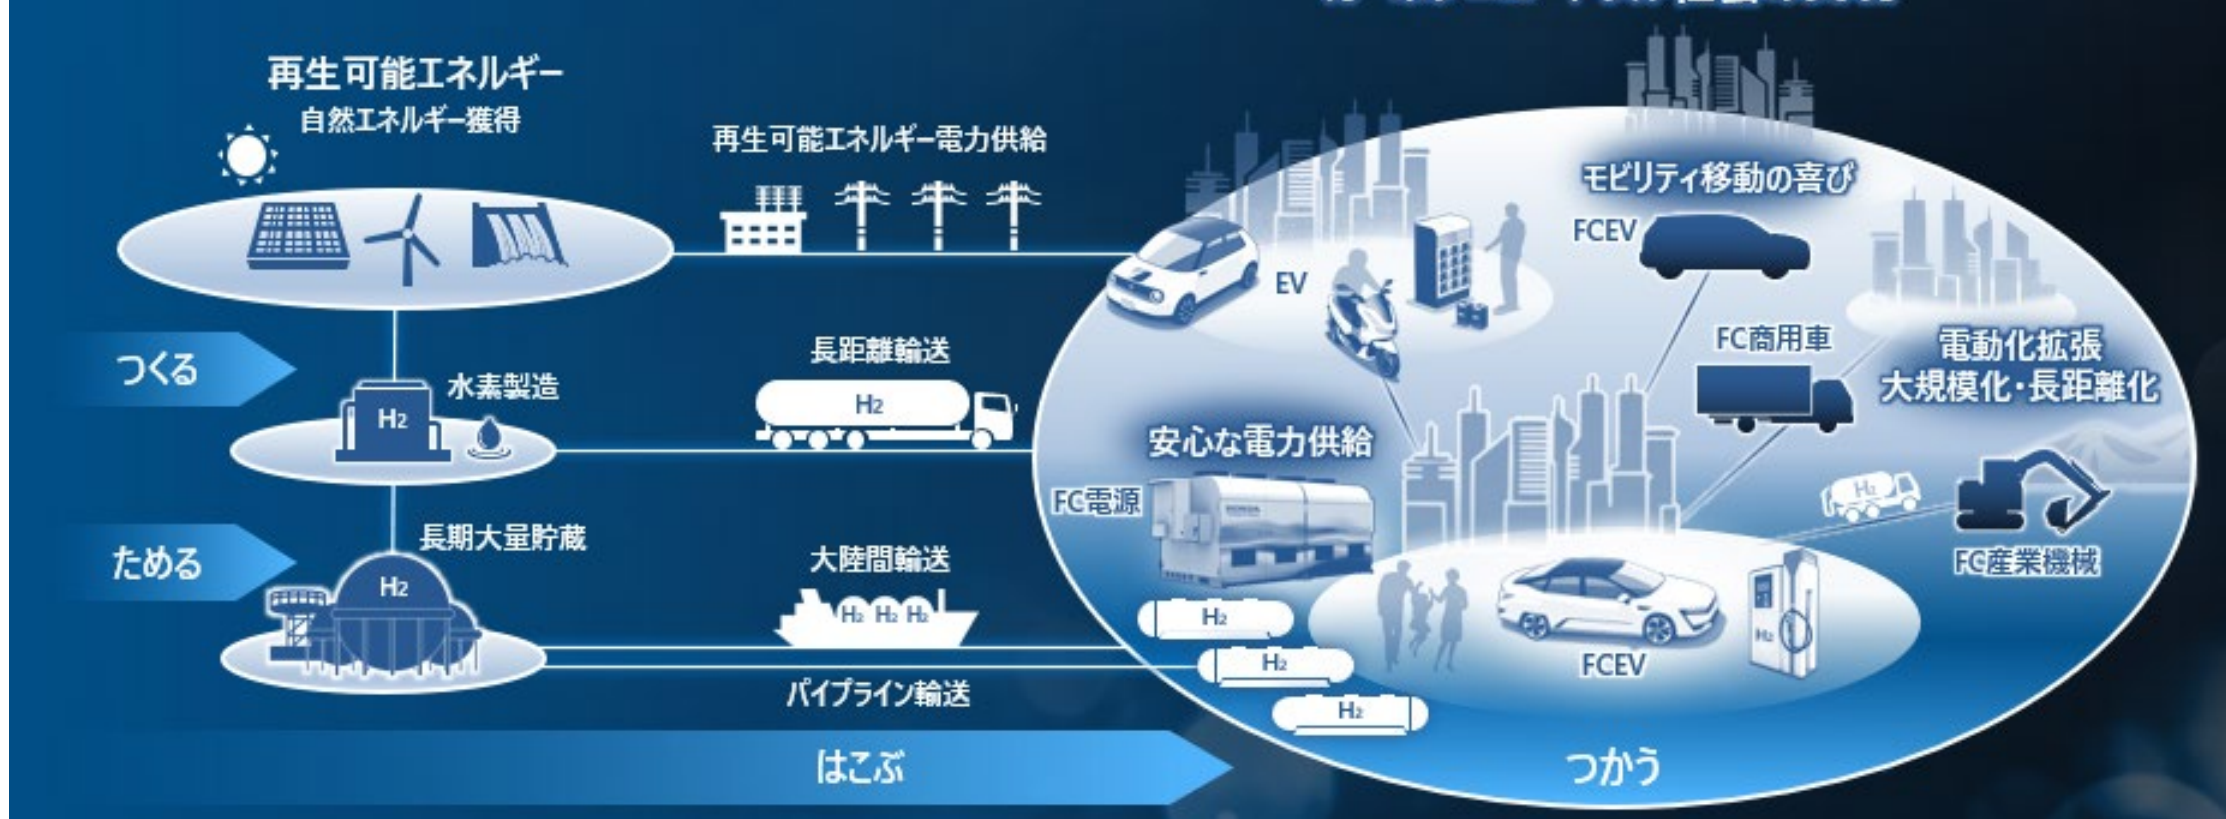 再生可能エネルギー
自然エネルギー獲得
再生可能エネルギー電力供給
つくる
水素製造
H2
長距離輸送
H2
ためる
長期大量貯蔵
H2
大陸間輸送
H2 H2 H2
パイプライン輸送
はこぶ
モビリティ移動の喜び
FCEV
EV
FC商用車
電動化拡張
大規模化・長距離化
安心な電力供給
FC電源
HONDA
H2
FC産業機械
FCEV
H2
H2
H2
H2
つかう